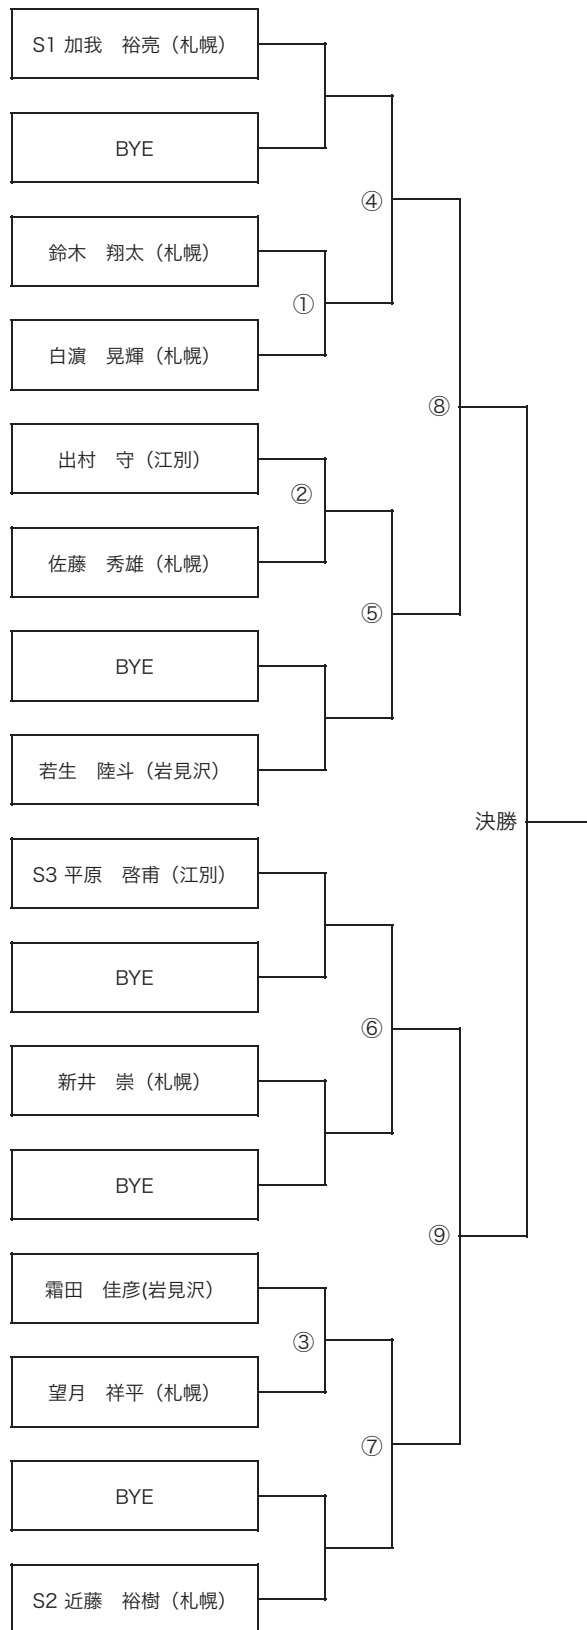 S1 加我　裕亮（札幌）
BYE
④
鈴木　翔太（札幌）
①
白濵　晃輝（札幌）
⑧
出村　守（江別）
②
佐藤　秀雄（札幌）
⑤
BYE
若生　陸斗（岩見沢）
決勝
S3 平原　啓甫（江別）
BYE
⑥
新井　崇（札幌）
BYE
⑨
霜田　佳彦(岩見沢）
③
望月　祥平（札幌）
⑦
BYE
S2 近藤　裕樹（札幌）